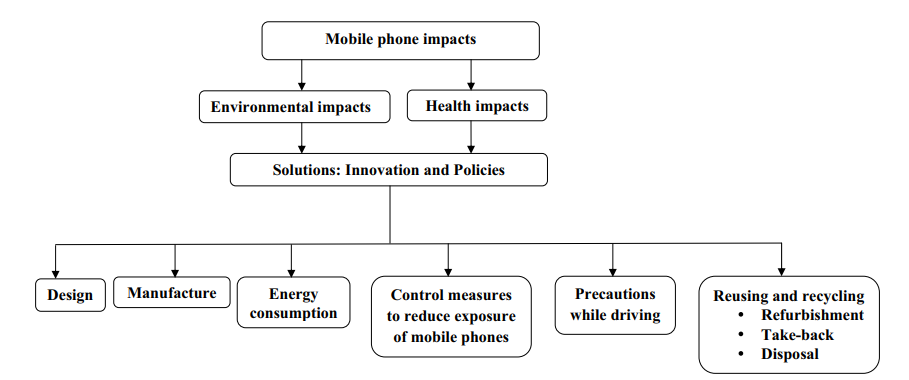 Mobile phone impacts
Environmental impacts
Health impacts
Solutions: Innovation and Policies
Design
Manufacture
Energy
consumption
Control measures
to reduce exposure
of mobile phones
Precautions
while driving
Reusing and recycling
• Refurbishment
• Take-back
• Disposal